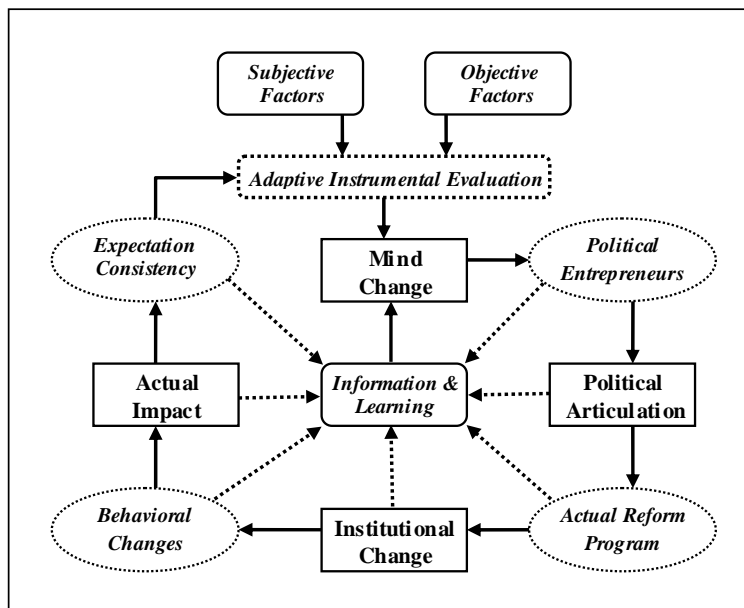 Subjective
Factors
Objective
Factors
Adaptive Instrumental Evaluation
Expectation
Consistency
Mind
Change
Political
Entrepreneurs
Actual
Impact
Information &
Learning
Political
Articulation
Behavioral
Changes
Institutional
Change
Actual Reform
Program